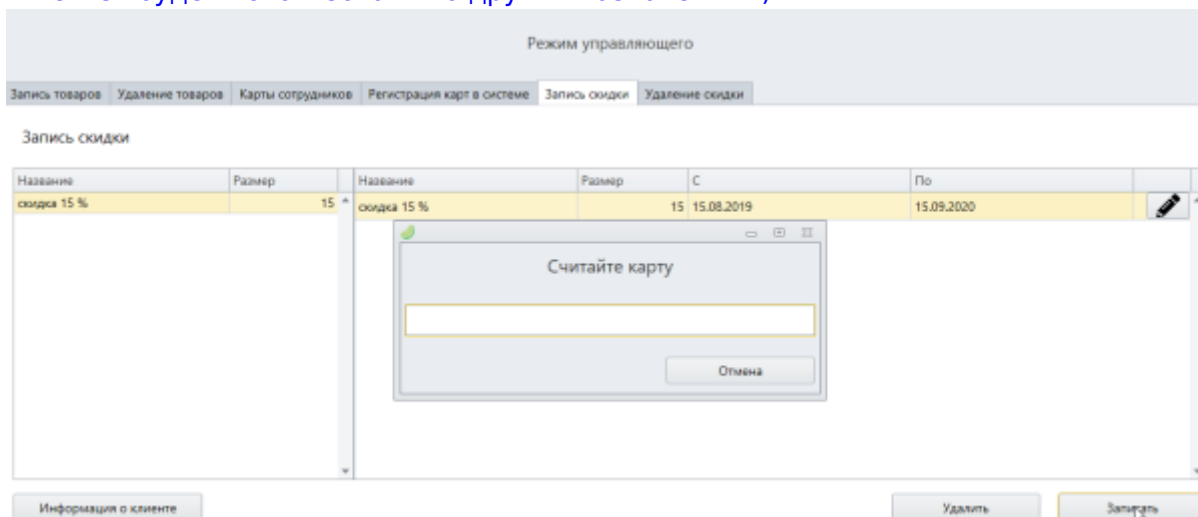 Режим управляющего
Запись товаров Удаление товаров Карты сотрудников Регистрация карт в системе Запись скидки Удаление скидки
Запись скидки
Название Размер Название Размер С По
скидка 15 % 15 скидка 15 % 15 15.08.2019 15.09.2020
Считайте карту
Отмена
Информация о клиенте Удалить Записать